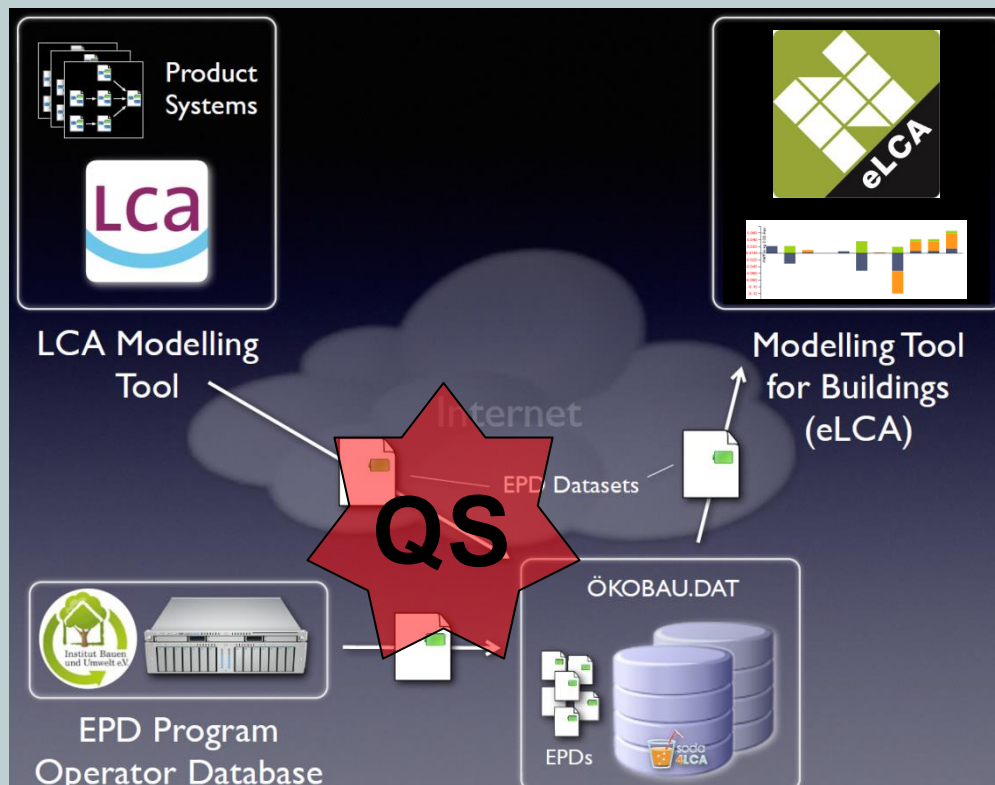 Product
Systems
Lca
LCA Modelling
Tool
eLCA
Modelling Tool
for Buildings
(eLCA)
Internet
EPD Datasets
QS
Institut Bauen
und Umwelt e.V.
EPD Program
Operator Database
ÖKOBAU.DAT
EPDs
soda
4LCA